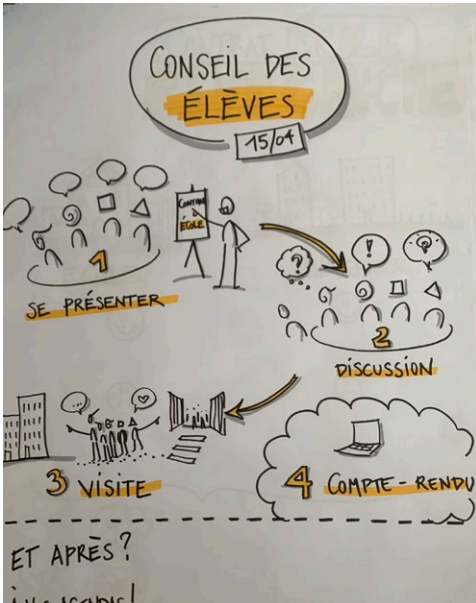 CONSEIL DES
ÉLÈVES
15/04
CONTRAT
ÉCOLE
1
SE PRÉSENTER
?
!
?
2
DISCUSSION
3 VISITE
4 COMPTE-RENDU
ET APRÈS?
AGENDAS!